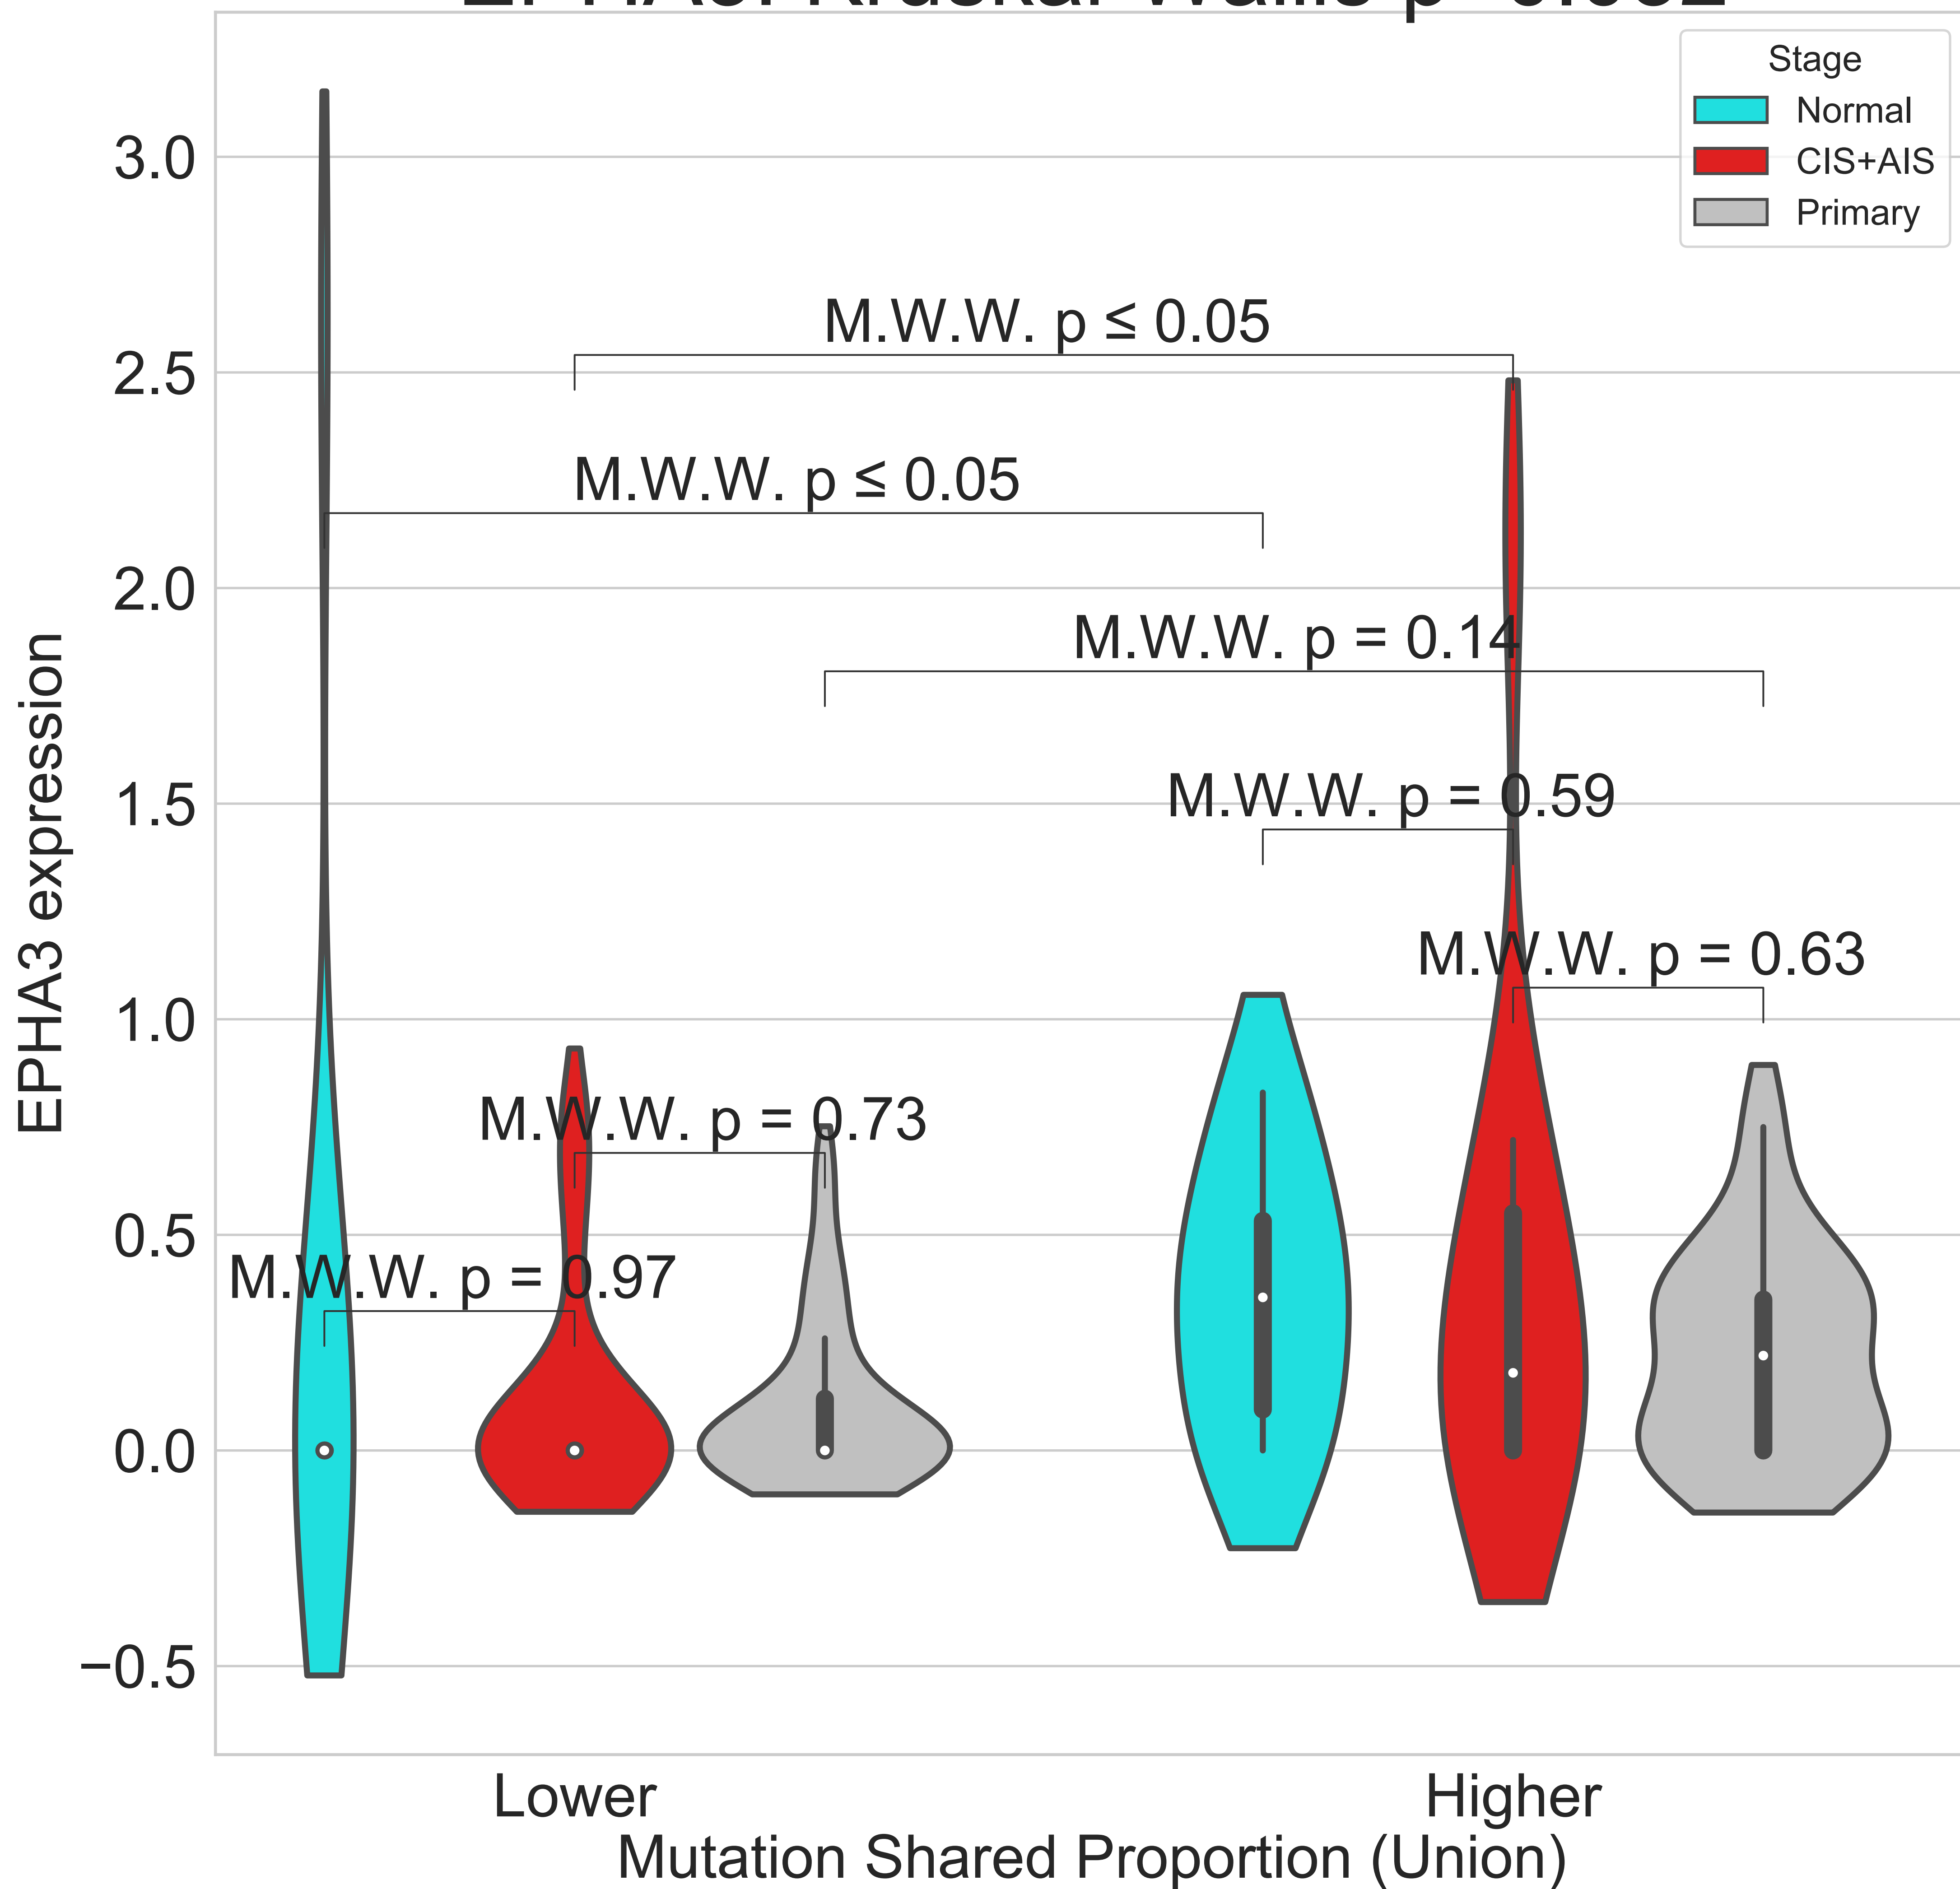 Stage
Normal
CIS+AIS
Primary
3.0
2.5
2.0
1.5
1.0
0.5
0.0
−0.5
EPHA3 expression
M.W.W. p ≤ 0.05
M.W.W. p ≤ 0.05
M.W.W. p = 0.14
M.W.W. p = 0.59
M.W.W. p = 0.63
M.W.W. p = 0.73
M.W.W. p = 0.97
Lower
Higher
Mutation Shared Proportion (Union)